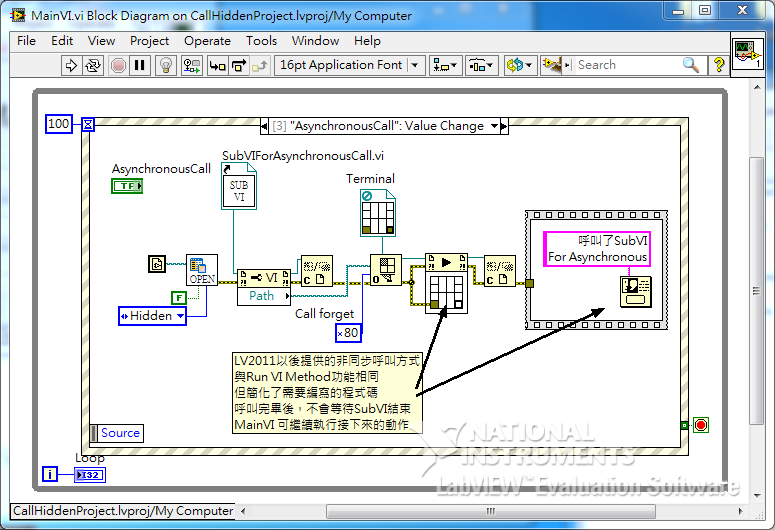 MainVI.vi Block Diagram on CallHiddenProject.lvproj/My Computer
File Edit View Project Operate Tools Window Help
16pt Application Font
Search
?
1
100
[3] "AsynchronousCall": Value Change
AsynchronousCall
TF
SubVIForAsynchronousCall.vi
SUB
VI
Terminal
呼叫了SubVI
For Asynchronous
OPEN
F
Hidden
VI
Path
Call forget
×80
LV2011以後提供的非同步呼叫方式
與Run VI Method功能相同
但簡化了需要編寫的程式碼
呼叫完畢後，不會等待SubVI結束
MainVI 可繼續執行接下來的動作
Source
NATIONAL
INSTRUMENTS
LabVIEW™ Evaluation Software
Loop
i
I32
CallHiddenProject.lvproj/My Computer